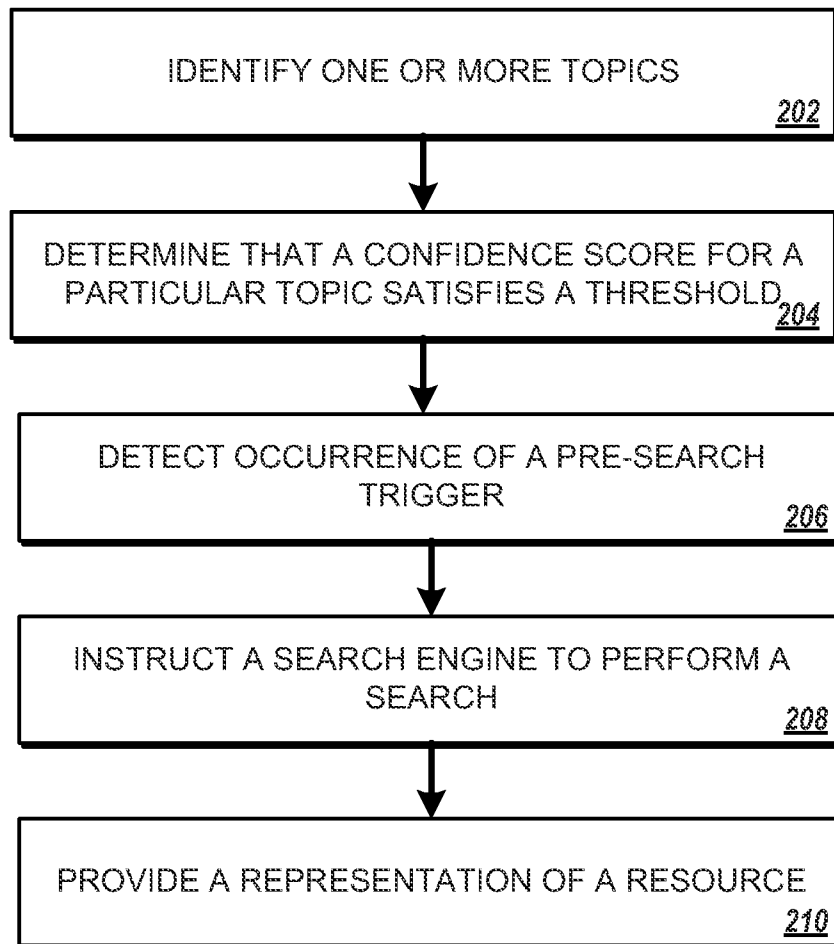 IDENTIFY ONE OR MORE TOPICS
202
DETERMINE THAT A CONFIDENCE SCORE FOR A
PARTICULAR TOPIC SATISFIES A THRESHOLD
204
DETECT OCCURRENCE OF A PRE-SEARCH
TRIGGER
206
INSTRUCT A SEARCH ENGINE TO PERFORM A
SEARCH
208
PROVIDE A REPRESENTATION OF A RESOURCE
210